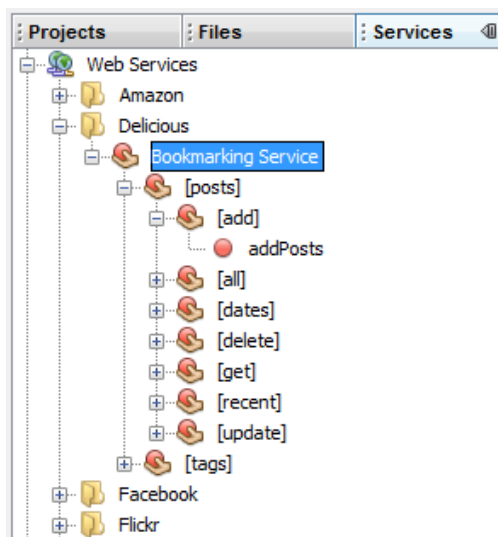 Projects Files Services
Web Services
Amazon
Delicious
Bookmarking Service
[posts]
[add]
addPosts
[all]
[dates]
[delete]
[get]
[recent]
[update]
[tags]
Facebook
Flickr